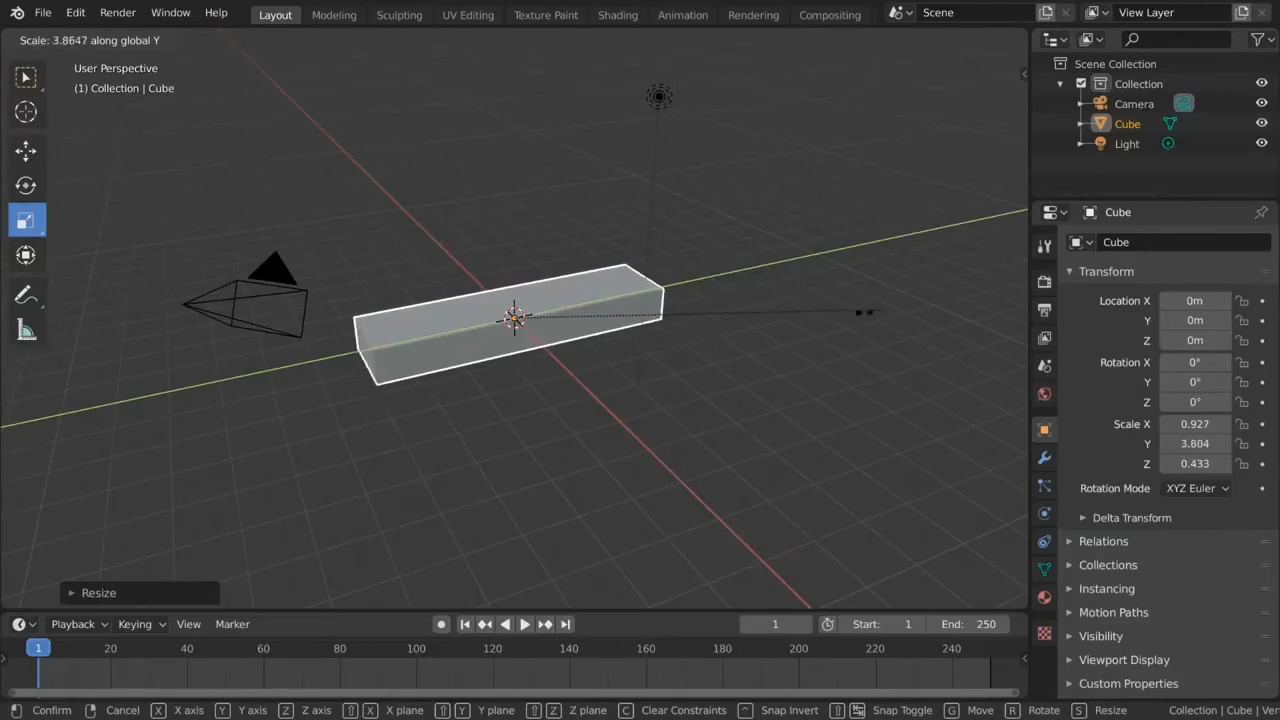 File Edit Render Window Help
Layout Modeling Sculpting UV Editing Texture Paint Shading Animation Rendering Compositing
Scene
View Layer
Scale: 3.8647 along global Y
User Perspective
(1) Collection | Cube
Scene Collection
Collection
Camera
Cube
Light
Cube
Cube
Transform
Location X 0m
Y 0m
Z 0m
Rotation X 0°
Y 0°
Z 0°
Scale X 0.927
Y 3.804
Z 0.433
Rotation Mode XYZ Euler
Delta Transform
Relations
Collections
Instancing
Motion Paths
Visibility
Viewport Display
Custom Properties
Resize
Playback Keying View Marker
1
Start: 1 End: 250
1 20 40 60 80 100 120 140 160 180 200 220 240
Confirm Cancel X X axis Y Y axis Z Z axis X X plane Y Y plane Z Z plane C Clear Constraints ^ Snap Invert Snap Toggle G Move R Rotate S Resize Collection | Cube | Ver